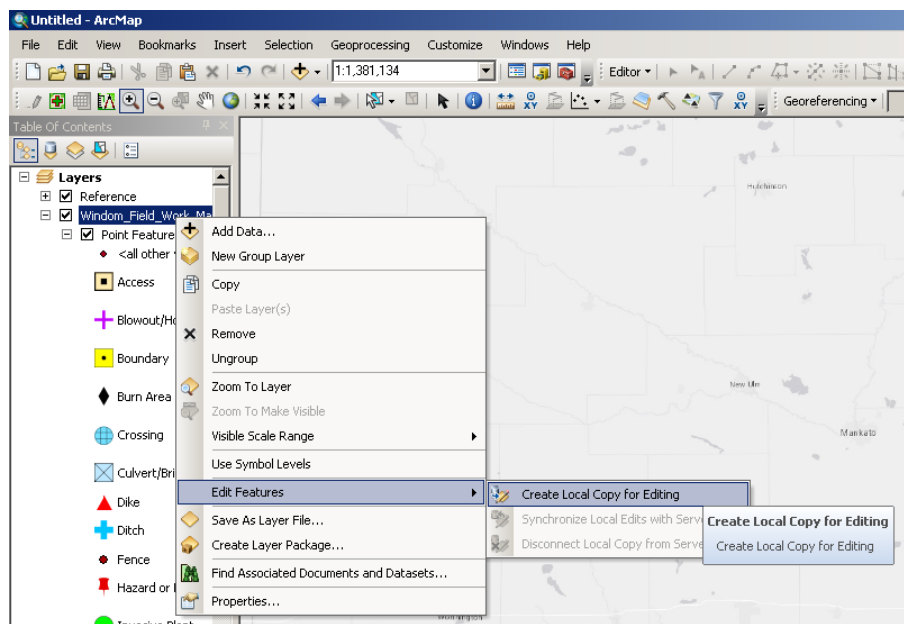 Untitled - ArcMap
File Edit View Bookmarks Insert Selection Geoprocessing Customize Windows Help
1:1,381,134 Editor
Georeferencing
Table Of Contents
Layers
Reference
Windom_Field_Work_Ma
Point Feature
<all other
Access
Blowout/Ho
Boundary
Burn Area
Crossing
Culvert/Bri
Dike
Ditch
Fence
Hazard or
Invasive Plant
Add Data...
New Group Layer
Copy
Paste Layer(s)
Remove
Ungroup
Zoom To Layer
Zoom To Make Visible
Visible Scale Range
Use Symbol Levels
Edit Features
Save As Layer File...
Create Layer Package...
Find Associated Documents and Datasets...
Properties...
Create Local Copy for Editing
Synchronize Local Edits with Serv
Disconnect Local Copy from Serve
Create Local Copy for Editing
Create Local Copy for Editing
Hutchinson
New Ulm
Mankato
Worthington